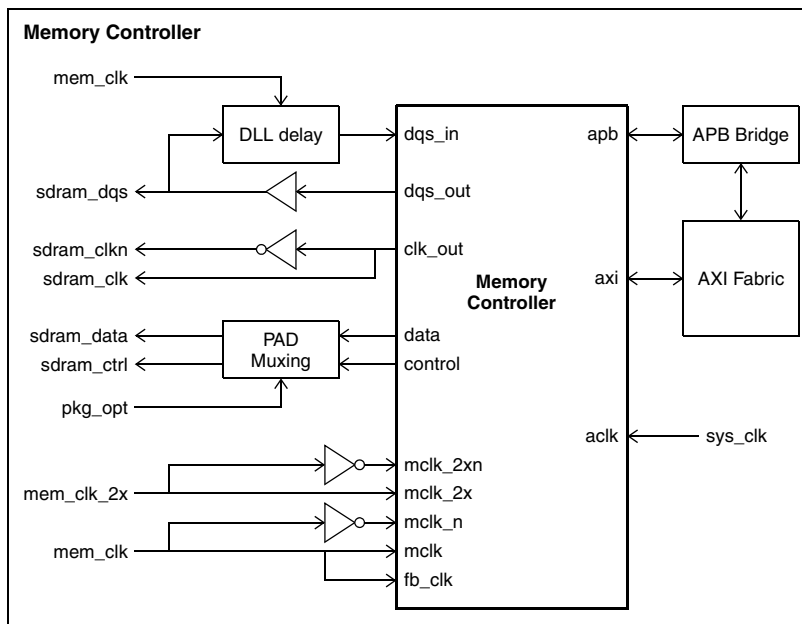 Memory Controller
mem_clk
DLL delay
dqs_in
apb
APB Bridge
sdram_dqs
dqs_out
sdram_clkn
clk_out
sdram_clk
Memory
Controller
axi
AXI Fabric
sdram_data
PAD
Muxing
data
sdram_ctrl
control
pkg_opt
aclk
sys_clk
mclk_2xn
mem_clk_2x
mclk_2x
mclk_n
mem_clk
mclk
fb_clk